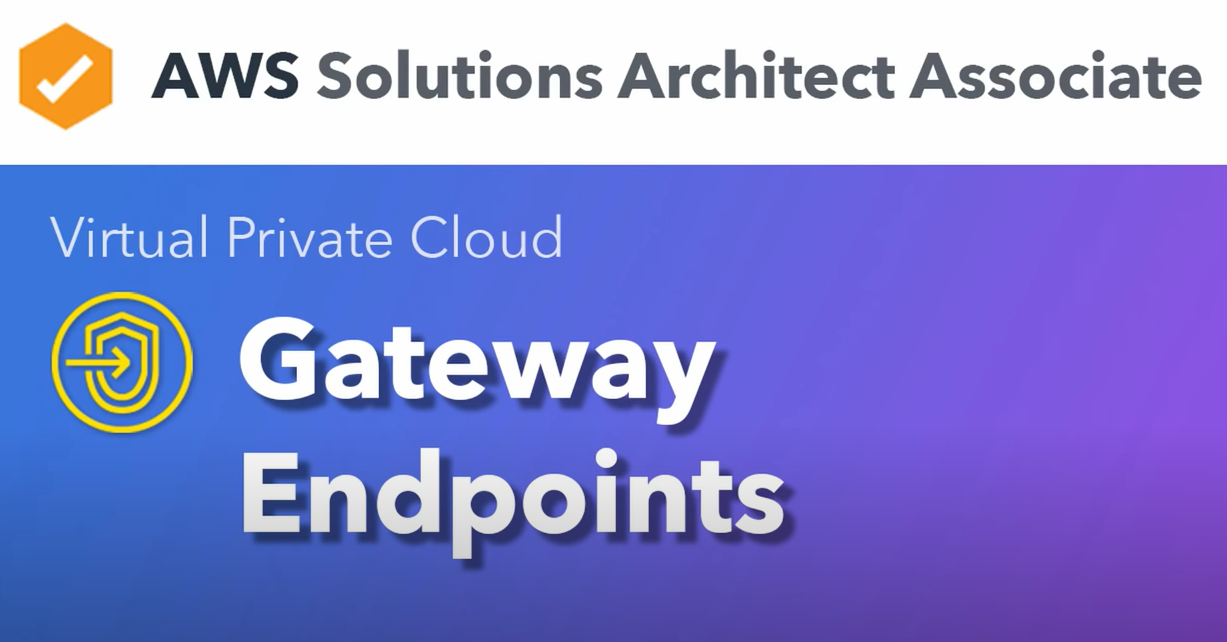 AWS Solutions Architect Associate
Virtual Private Cloud
Gateway
Endpoints